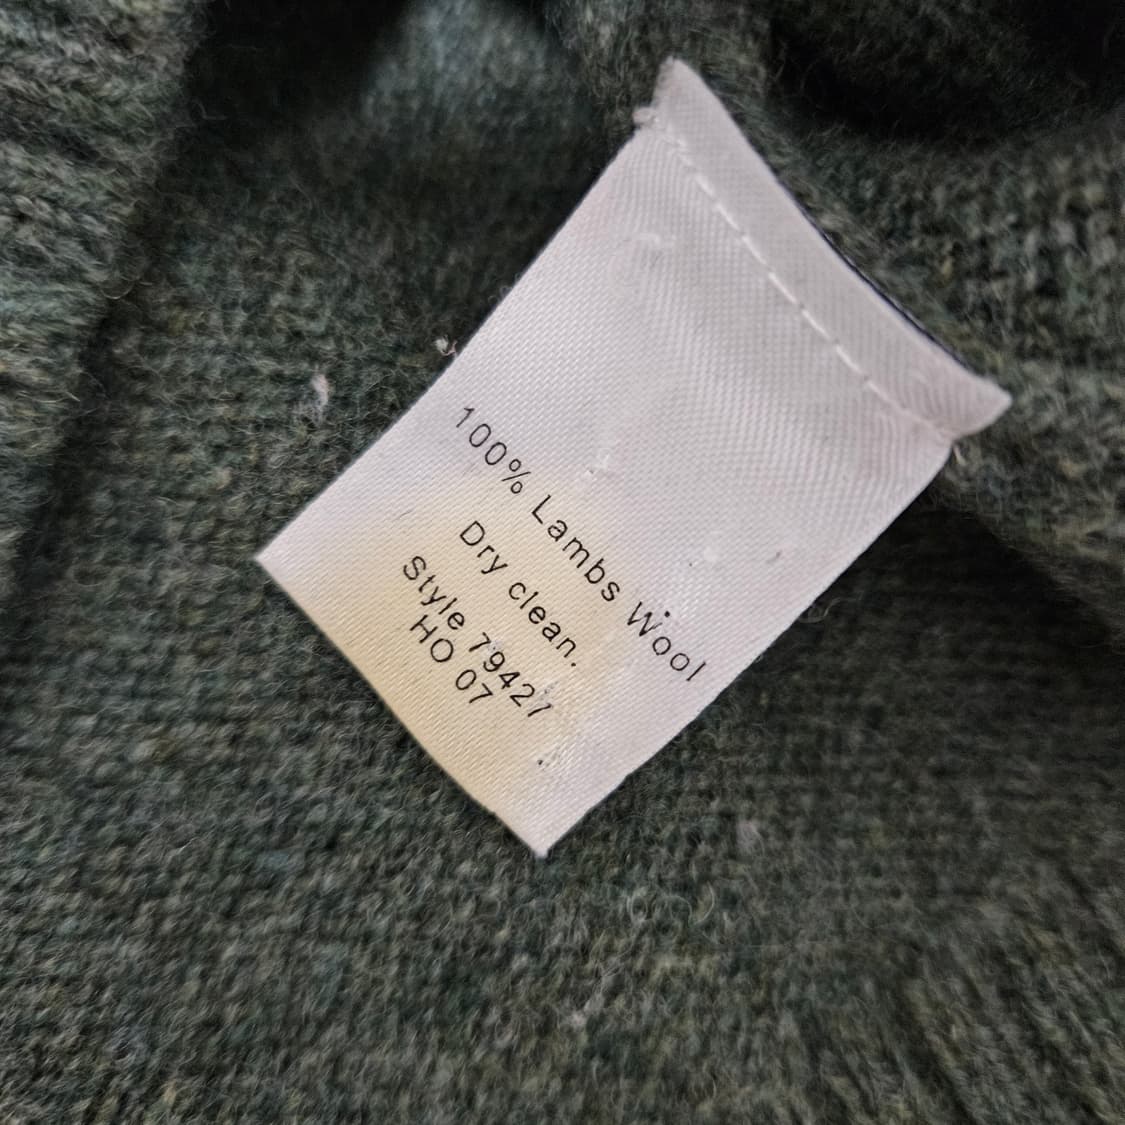 100% Lambs Wool
Dry clean.
Style 79427
HO 07